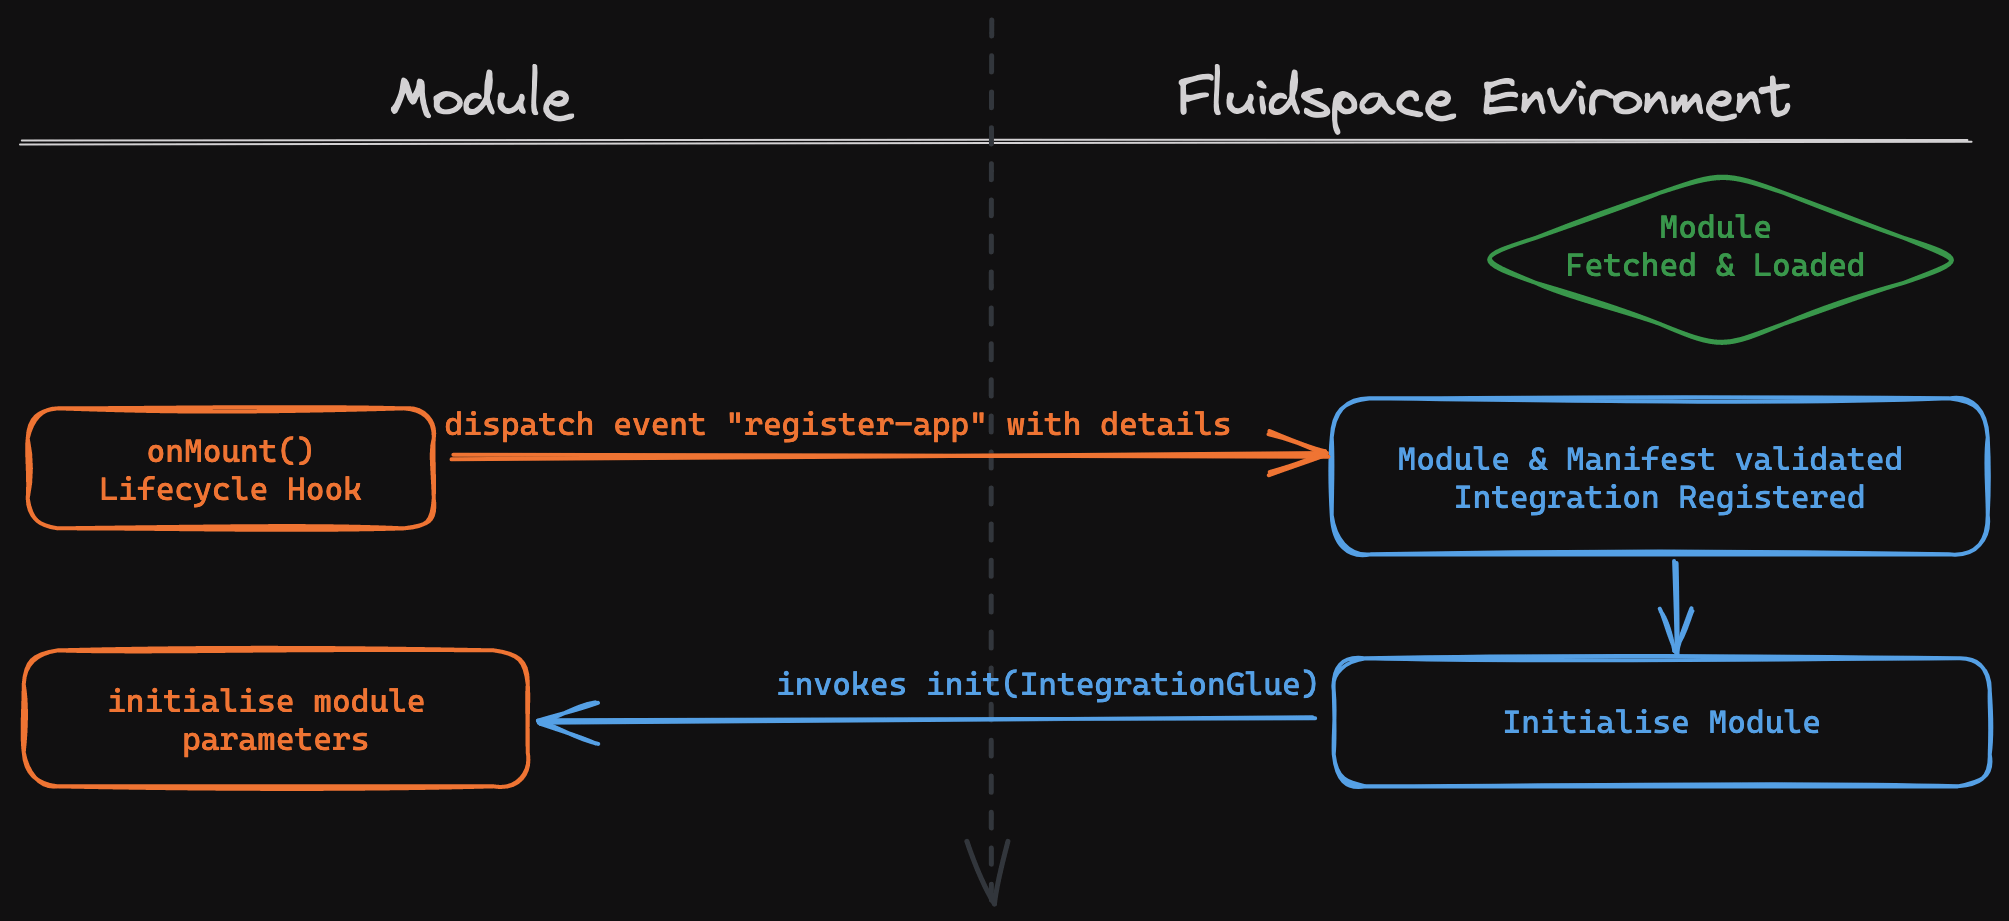 Module
Fluidspace Environment
Module
Fetched & Loaded
onMount()
Lifecycle Hook
dispatch event "register-app" with details
Module & Manifest validated
Integration Registered
invokes init(IntegrationGlue)
Initialise Module
initialise module
parameters